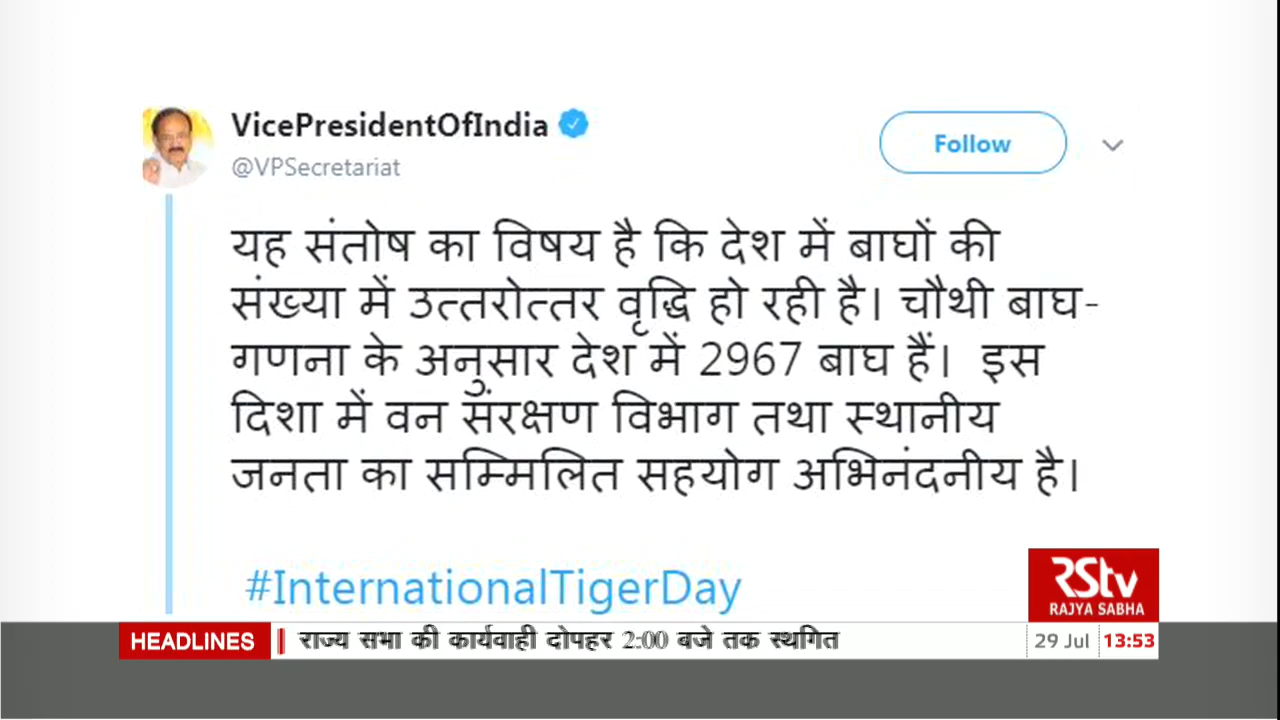 VicePresidentOfIndia
@VPSecretariat
Follow
यह संतोष का विषय है कि देश में बाघों की
संख्या में उत्तरोत्तर वृद्धि हो रही है। चौथी बाघ-
गणना के अनुसार देश में 2967 बाघ हैं। इस
दिशा में वन संरक्षण विभाग तथा स्थानीय
जनता का सम्मिलित सहयोग अभिनंदनीय है।
#InternationalTigerDay
RStv
RAJYA SABHA
HEADLINES
राज्य सभा की कार्यवाही दोपहर 2:00 बजे तक स्थगित
29 Jul 13:53